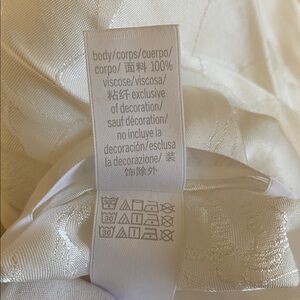 body/corps/cuerpo/
corpo/ 面料 100%
viscose/viscosa/
粘纤 exclusive
of decoration/
sauf décoration/
no incluye la
decoración/esclusa
la decorazione/ 装
饰除外